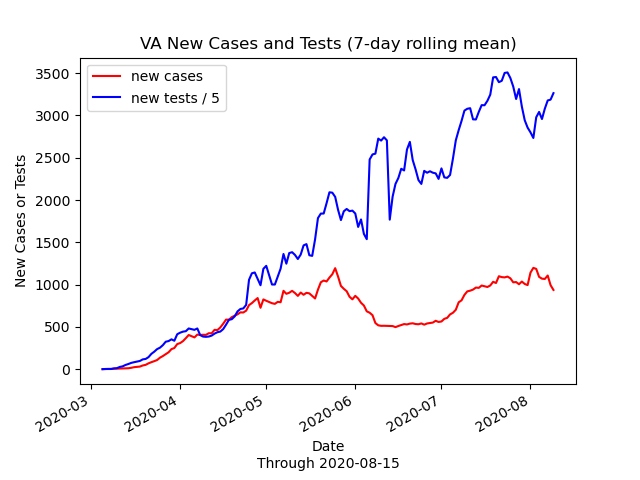 VA New Cases and Tests (7-day rolling mean)
new cases
new tests / 5
3500
3000
2500
2000
1500
1000
500
0
New Cases or Tests
2020-03
2020-04
2020-05
2020-06
2020-07
2020-08
Date
Through 2020-08-15